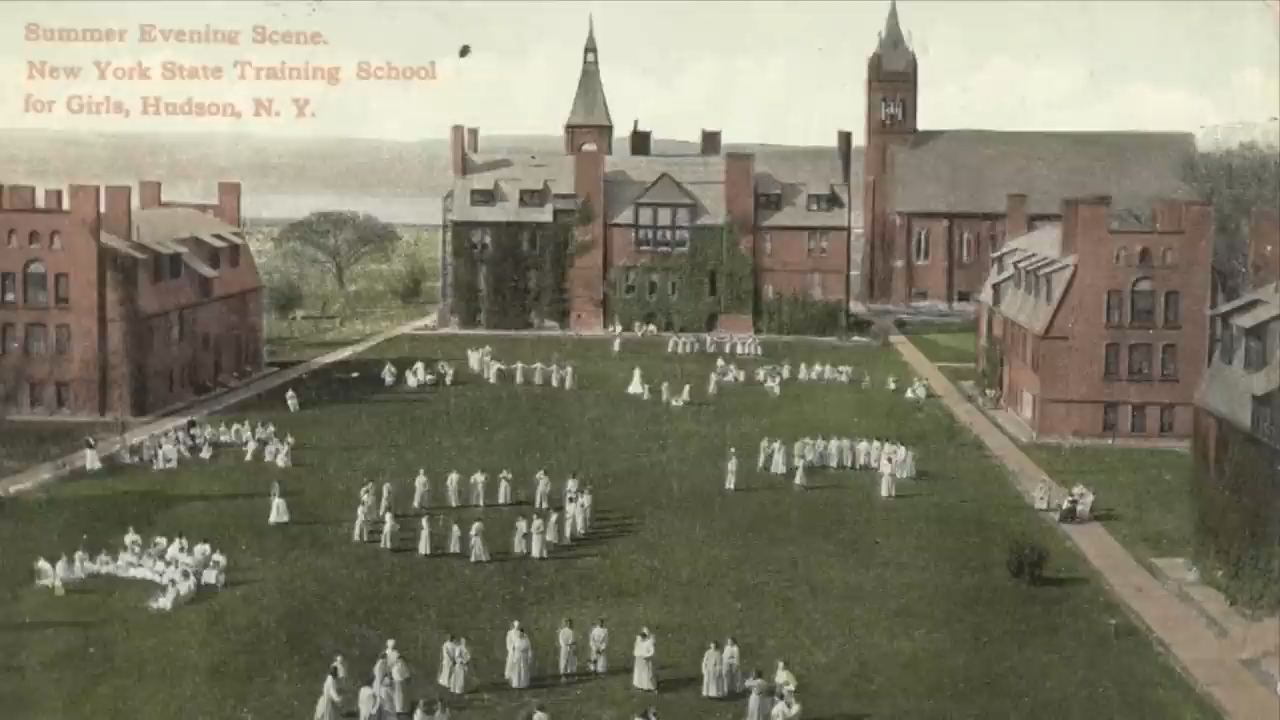 Summer Evening Scene.
New York State Training School
for Girls, Hudson, N. Y.